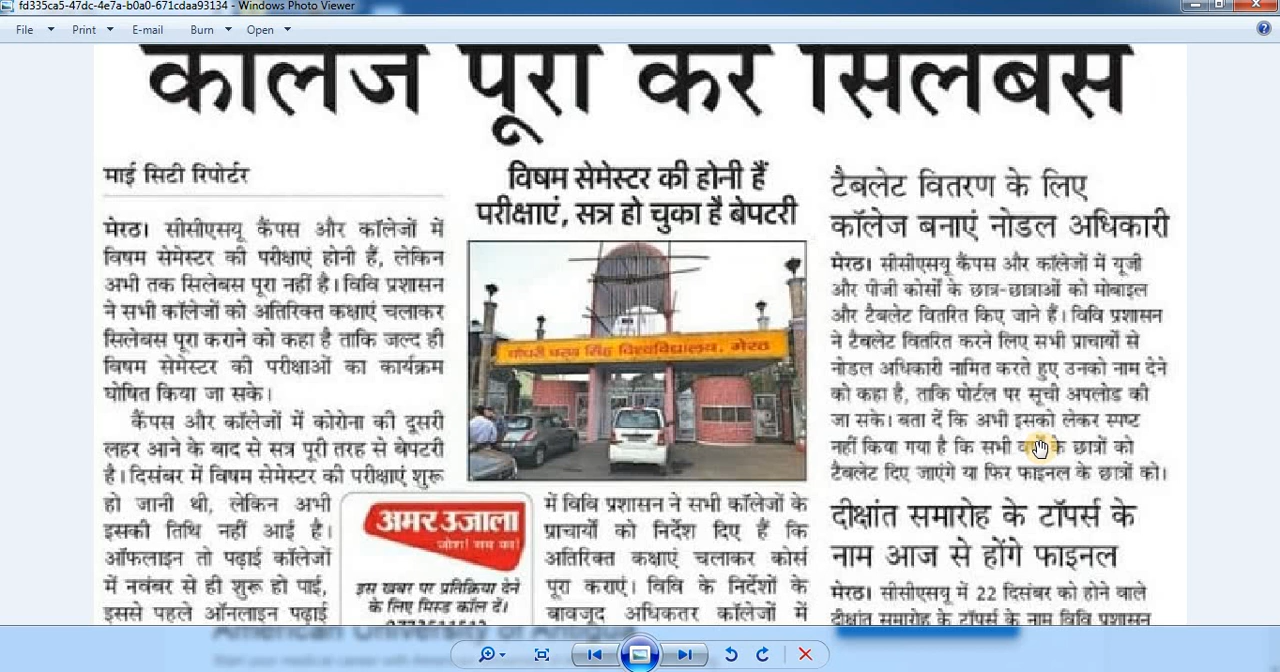 fd335ca5-47dc-4e7a-b0a0-671cdaa93134 - Windows Photo Viewer
File Print E-mail Burn Open
कॉलेज पूरा करें सिलेबस
माई सिटी रिपोर्टर
मेरठ। सीसीएसयू कैंपस और कॉलेजों में
विषम सेमेस्टर की परीक्षाएं होनी हैं, लेकिन
अभी तक सिलेबस पूरा नहीं है। विवि प्रशासन
ने सभी कॉलेजों को अतिरिक्त कक्षाएं चलाकर
सिलेबस पूरा कराने को कहा है ताकि जल्द ही
विषम सेमेस्टर की परीक्षाओं का कार्यक्रम
घोषित किया जा सके।
कैंपस और कॉलेजों में कोरोना की दूसरी
लहर आने के बाद से सत्र पूरी तरह से बेपटरी
है। दिसंबर में विषम सेमेस्टर की परीक्षाएं शुरू
हो जानी थी, लेकिन अभी
इसकी तिथि नहीं आई है।
ऑफलाइन तो पढ़ाई कॉलेजों
में नवंबर से ही शुरू हो पाई,
इससे पहले ऑनलाइन पढ़ाई
विषम सेमेस्टर की होनी हैं
परीक्षाएं, सत्र हो चुका है बेपटरी
चौधरी चरण सिंह विश्वविद्यालय, मेरठ
अमर उजाला
जोश! सच का!
इस खबर पर प्रतिक्रिया देने
के लिए मिस्ड कॉल दें।
में विवि प्रशासन ने सभी कॉलेजों के
प्राचार्यों को निर्देश दिए हैं कि
अतिरिक्त कक्षाएं चलाकर कोर्स
पूरा कराएं। विवि के निर्देशों के
बावजूद अधिकतर कॉलेजों में
टैबलेट वितरण के लिए
कॉलेज बनाएं नोडल अधिकारी
मेरठ। सीसीएसयू कैंपस और कॉलेजों में यूजी
और पीजी कोर्सों के छात्र-छात्राओं को मोबाइल
और टैबलेट वितरित किए जाने हैं। विवि प्रशासन
ने टैबलेट वितरित करने लिए सभी प्राचार्यों से
नोडल अधिकारी नामित करते हुए उनको नाम देने
को कहा है, ताकि पोर्टल पर सूची अपलोड की
जा सके। बता दें कि अभी इसको लेकर स्पष्ट
नहीं किया गया है कि सभी के छात्रों को
टैबलेट दिए जाएंगे या फिर फाइनल के छात्रों को।
दीक्षांत समारोह के टॉपर्स के
नाम आज से होंगे फाइनल
मेरठ। सीसीएसयू में 22 दिसंबर को होने वाले
दीक्षांत समारोह के टॉपर्स के नाम विवि प्रशासन
American University of Antigua